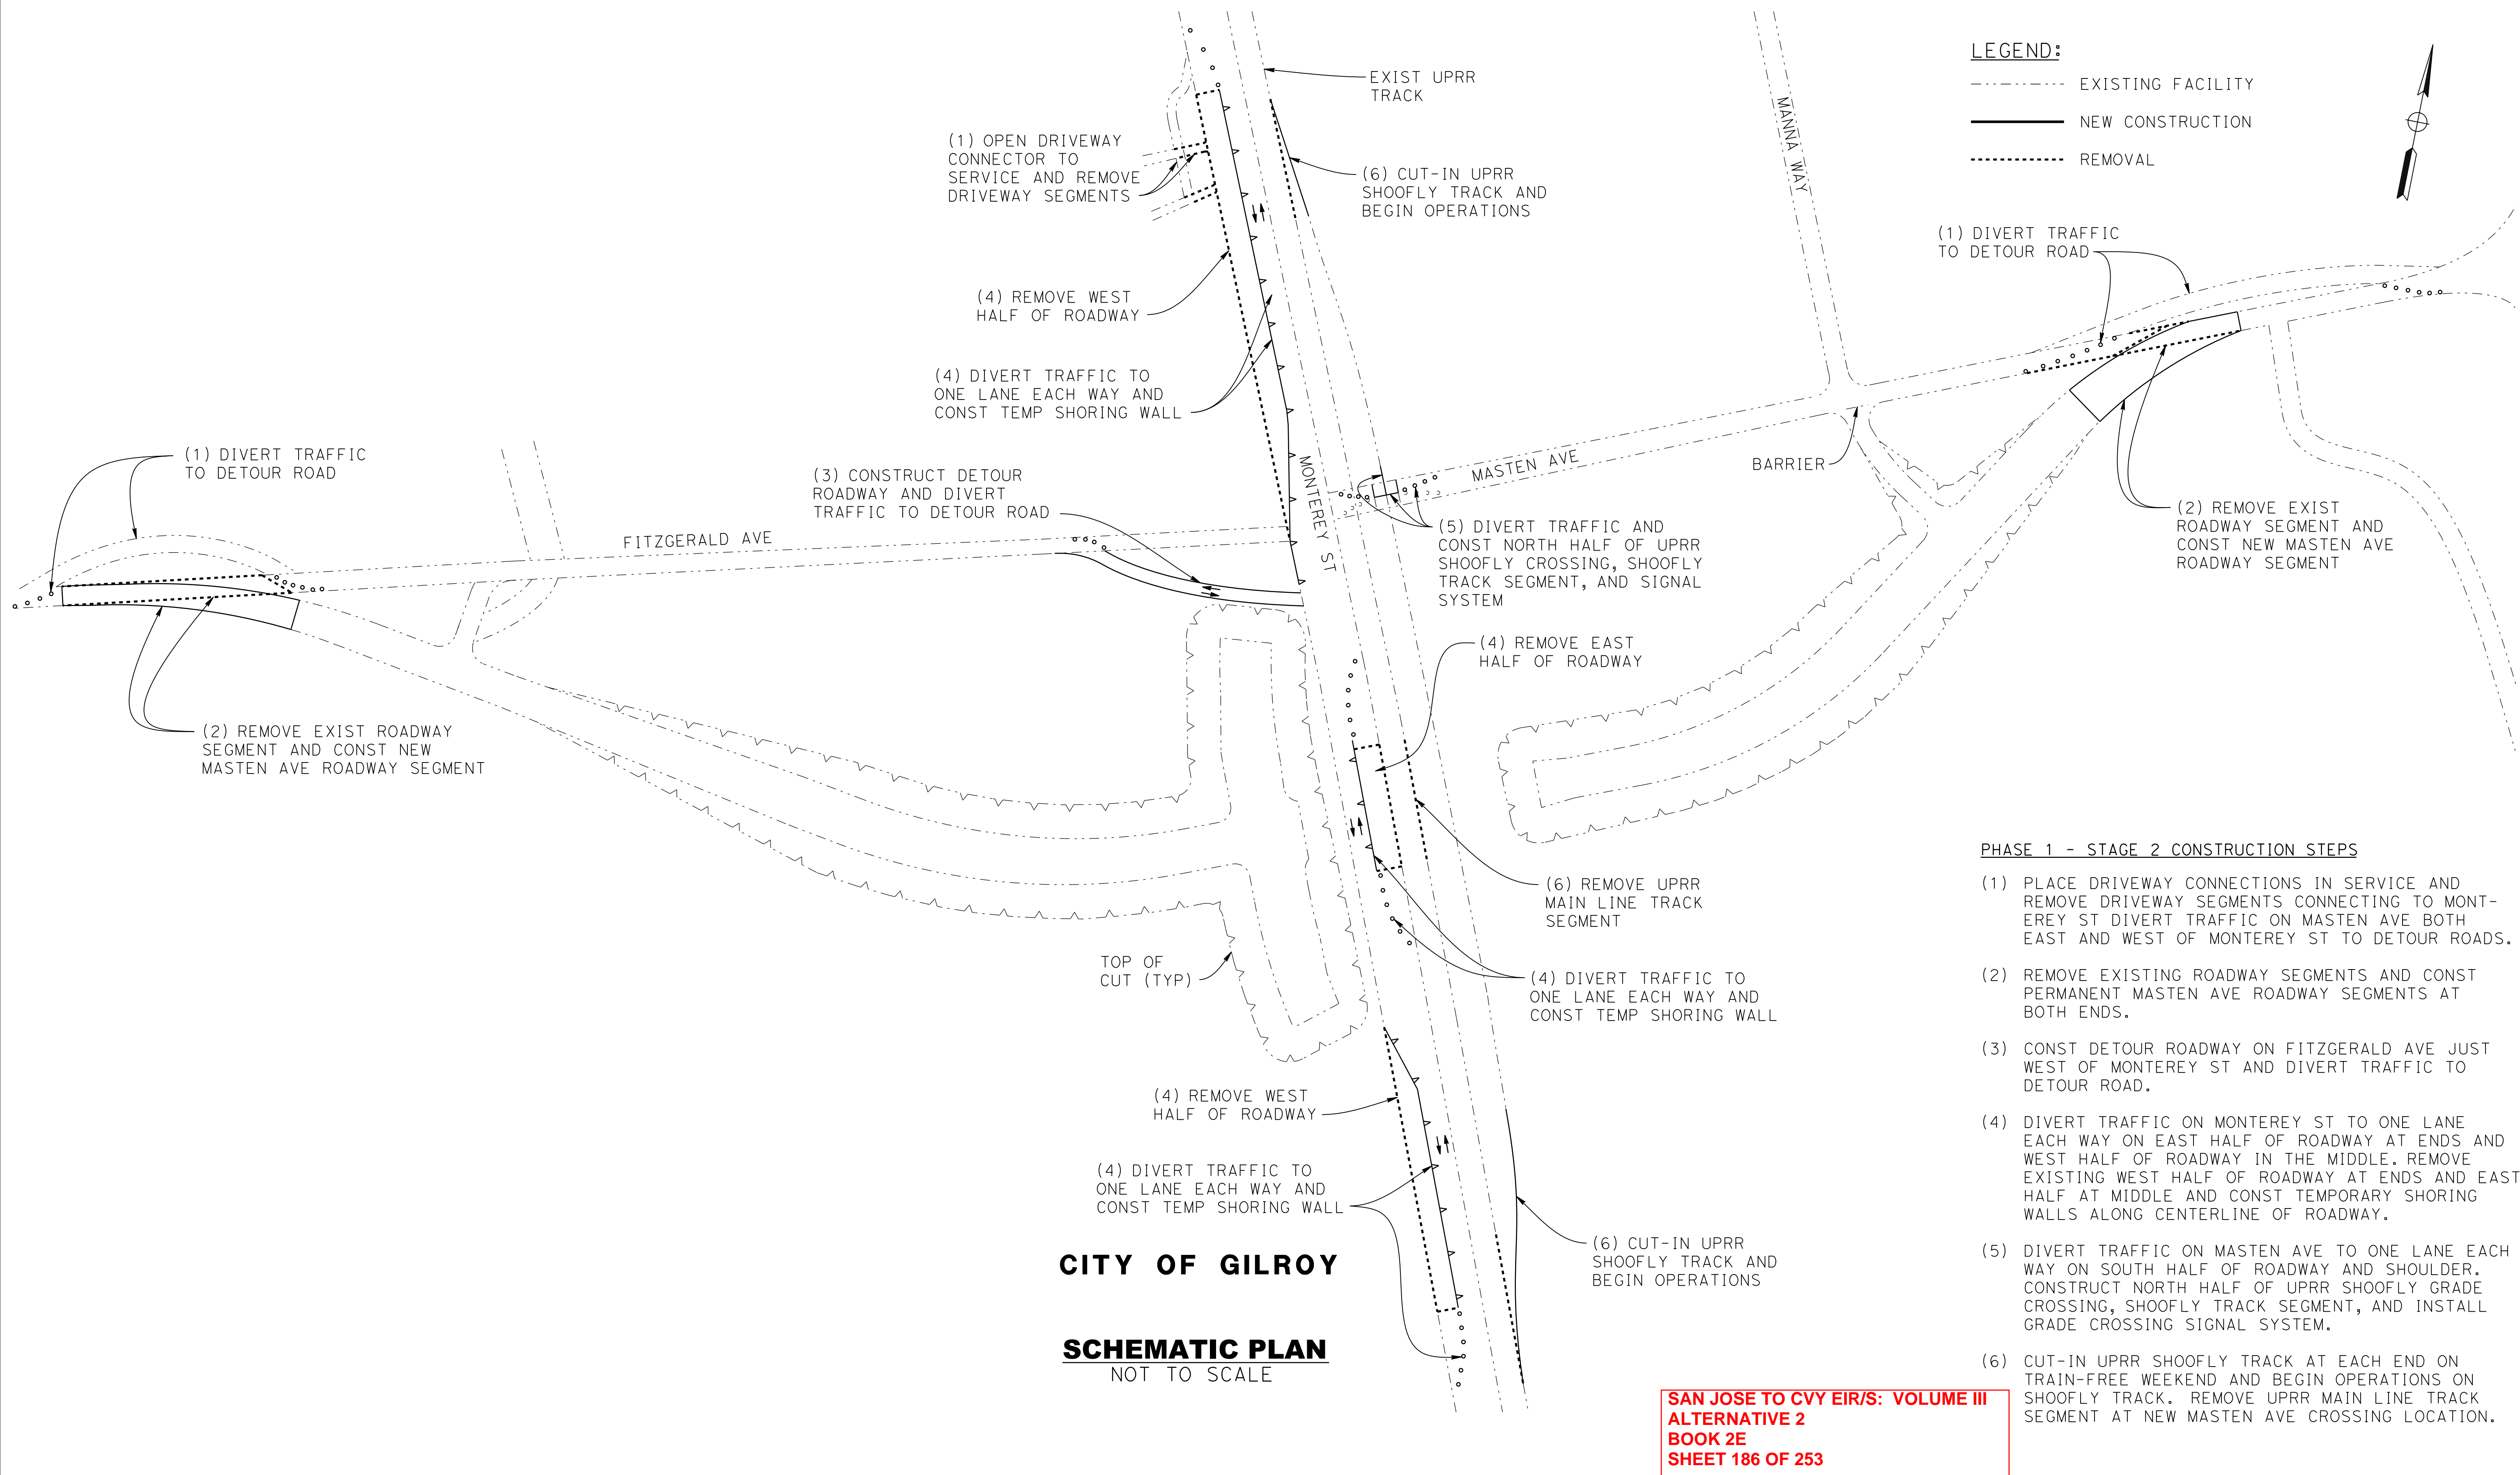 EXIST UPRR
TRACK
(1) OPEN DRIVEWAY
CONNECTOR TO
SERVICE AND REMOVE
DRIVEWAY SEGMENTS
(6) CUT-IN UPRR
SHOOFLY TRACK AND
BEGIN OPERATIONS
MANNA WAY
LEGEND:
EXISTING FACILITY
NEW CONSTRUCTION
REMOVAL
(1) DIVERT TRAFFIC
TO DETOUR ROAD
(4) REMOVE WEST
HALF OF ROADWAY
(4) DIVERT TRAFFIC TO
ONE LANE EACH WAY AND
CONST TEMP SHORING WALL
(1) DIVERT TRAFFIC
TO DETOUR ROAD
(3) CONSTRUCT DETOUR
ROADWAY AND DIVERT
TRAFFIC TO DETOUR ROAD
FITZGERALD AVE
MONTEREY ST
MASTEN AVE
BARRIER
(5) DIVERT TRAFFIC AND
CONST NORTH HALF OF UPRR
SHOOFLY CROSSING, SHOOFLY
TRACK SEGMENT, AND SIGNAL
SYSTEM
(2) REMOVE EXIST
ROADWAY SEGMENT AND
CONST NEW MASTEN AVE
ROADWAY SEGMENT
(4) REMOVE EAST
HALF OF ROADWAY
(2) REMOVE EXIST ROADWAY
SEGMENT AND CONST NEW
MASTEN AVE ROADWAY SEGMENT
(6) REMOVE UPRR
MAIN LINE TRACK
SEGMENT
TOP OF
CUT (TYP)
(4) DIVERT TRAFFIC TO
ONE LANE EACH WAY AND
CONST TEMP SHORING WALL
(4) REMOVE WEST
HALF OF ROADWAY
(4) DIVERT TRAFFIC TO
ONE LANE EACH WAY AND
CONST TEMP SHORING WALL
(6) CUT-IN UPRR
SHOOFLY TRACK AND
BEGIN OPERATIONS
CITY OF GILROY
SCHEMATIC PLAN
NOT TO SCALE
PHASE 1 - STAGE 2 CONSTRUCTION STEPS
(1) PLACE DRIVEWAY CONNECTIONS IN SERVICE AND
REMOVE DRIVEWAY SEGMENTS CONNECTING TO MONT-
EREY ST DIVERT TRAFFIC ON MASTEN AVE BOTH
EAST AND WEST OF MONTEREY ST TO DETOUR ROADS.
(2) REMOVE EXISTING ROADWAY SEGMENTS AND CONST
PERMANENT MASTEN AVE ROADWAY SEGMENTS AT
BOTH ENDS.
(3) CONST DETOUR ROADWAY ON FITZGERALD AVE JUST
WEST OF MONTEREY ST AND DIVERT TRAFFIC TO
DETOUR ROAD.
(4) DIVERT TRAFFIC ON MONTEREY ST TO ONE LANE
EACH WAY ON EAST HALF OF ROADWAY AT ENDS AND
WEST HALF OF ROADWAY IN THE MIDDLE. REMOVE
EXISTING WEST HALF OF ROADWAY AT ENDS AND EAST
HALF AT MIDDLE AND CONST TEMPORARY SHORING
WALLS ALONG CENTERLINE OF ROADWAY.
(5) DIVERT TRAFFIC ON MASTEN AVE TO ONE LANE EACH
WAY ON SOUTH HALF OF ROADWAY AND SHOULDER.
CONSTRUCT NORTH HALF OF UPRR SHOOFLY GRADE
CROSSING, SHOOFLY TRACK SEGMENT, AND INSTALL
GRADE CROSSING SIGNAL SYSTEM.
(6) CUT-IN UPRR SHOOFLY TRACK AT EACH END ON
TRAIN-FREE WEEKEND AND BEGIN OPERATIONS ON
SHOOFLY TRACK. REMOVE UPRR MAIN LINE TRACK
SEGMENT AT NEW MASTEN AVE CROSSING LOCATION.
SAN JOSE TO CVY EIR/S: VOLUME III
ALTERNATIVE 2
BOOK 2E
SHEET 186 OF 253